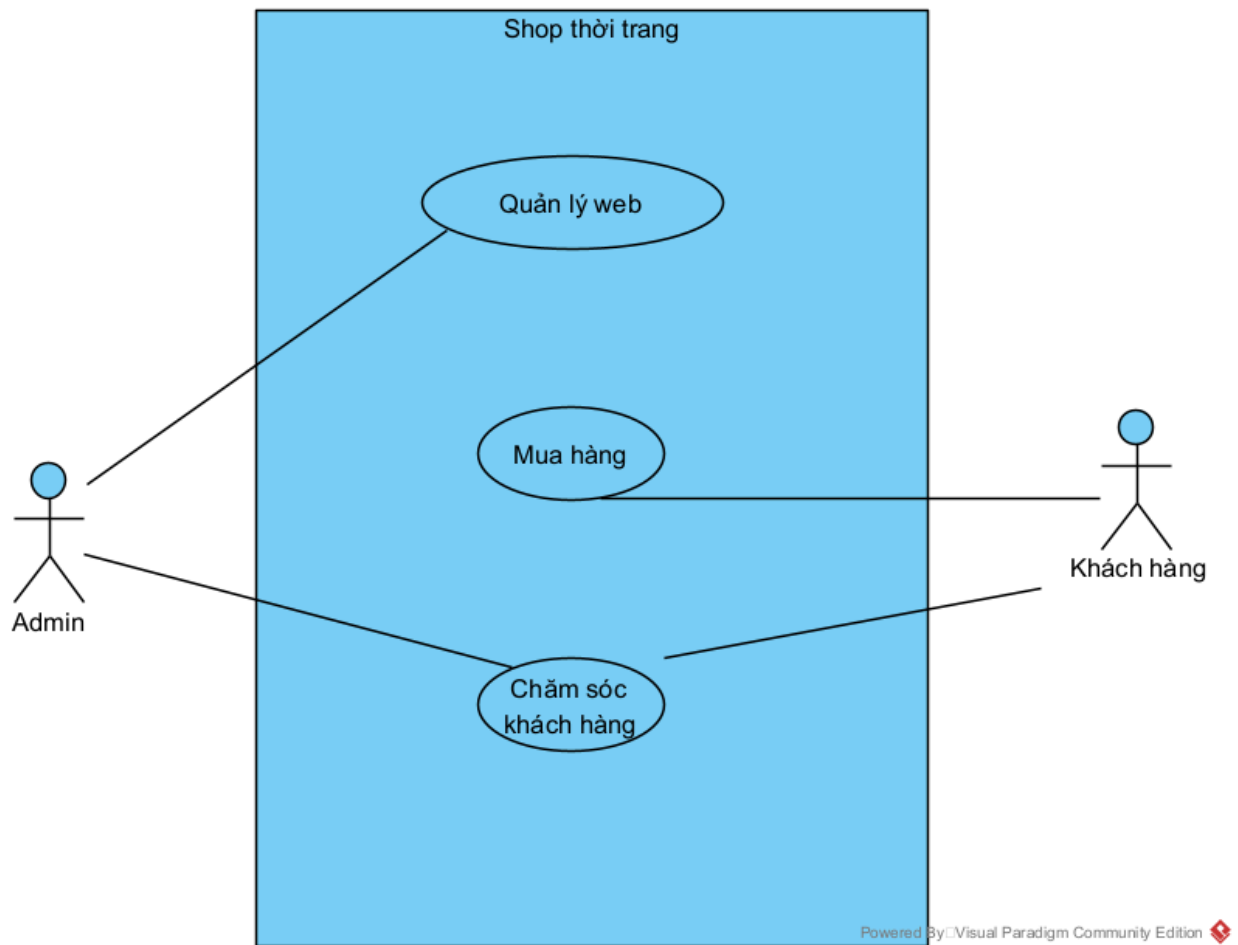 Shop thời trang
Quản lý web
Mua hàng
Khách hàng
Admin
Chăm sóc
khách hàng
Powered By□Visual Paradigm Community Edition